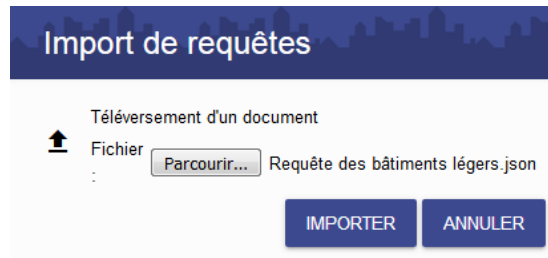 Import de requêtes
Téléversement d'un document
Fichier
:
Parcourir... Requête des bâtiments légers.json
IMPORTER ANNULER